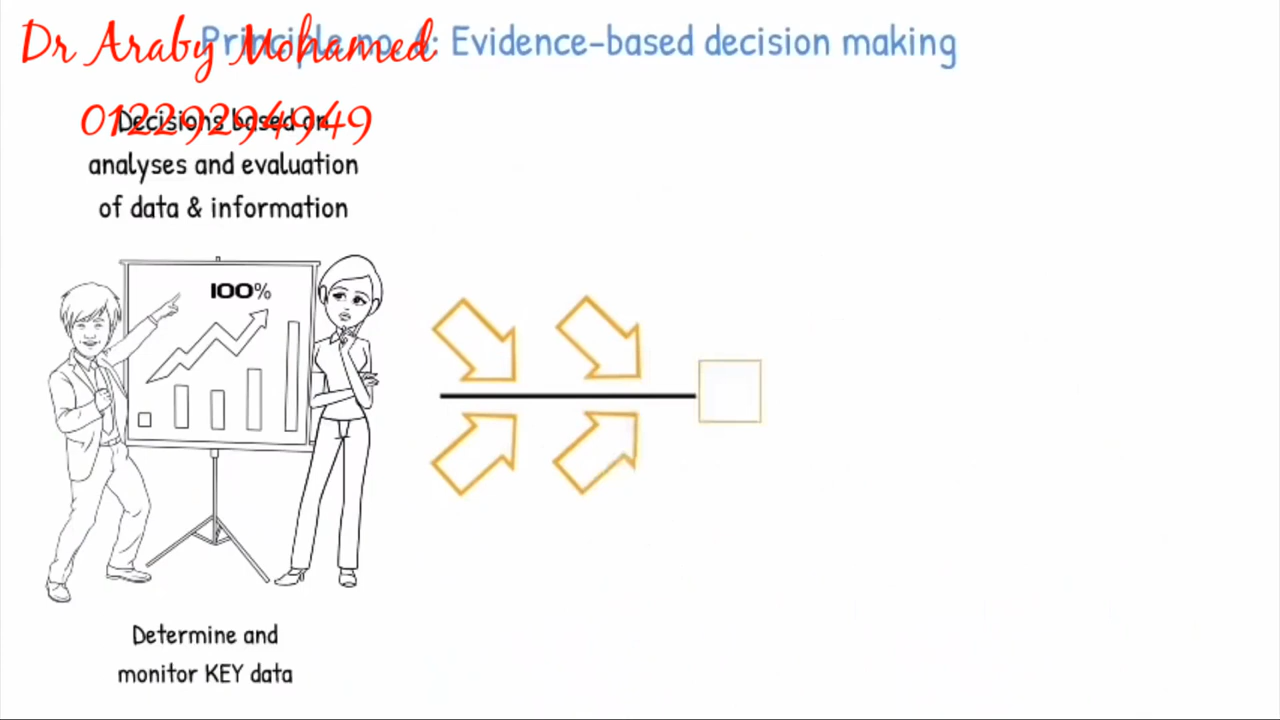 Dr Araby Mohamed
Principle no. 6: Evidence-based decision making
01229294949
Decisions based on
analyses and evaluation
of data & information
100%
Determine and
monitor KEY data